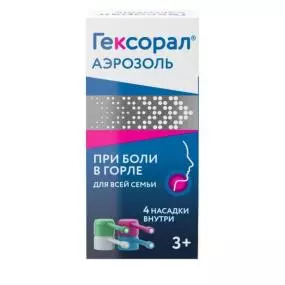 Гексорал®
АЭРОЗОЛЬ
ПРИ БОЛИ
В ГОРЛЕ
ДЛЯ ВСЕЙ СЕМЬИ
4 НАСАДКИ
ВНУТРИ
3+